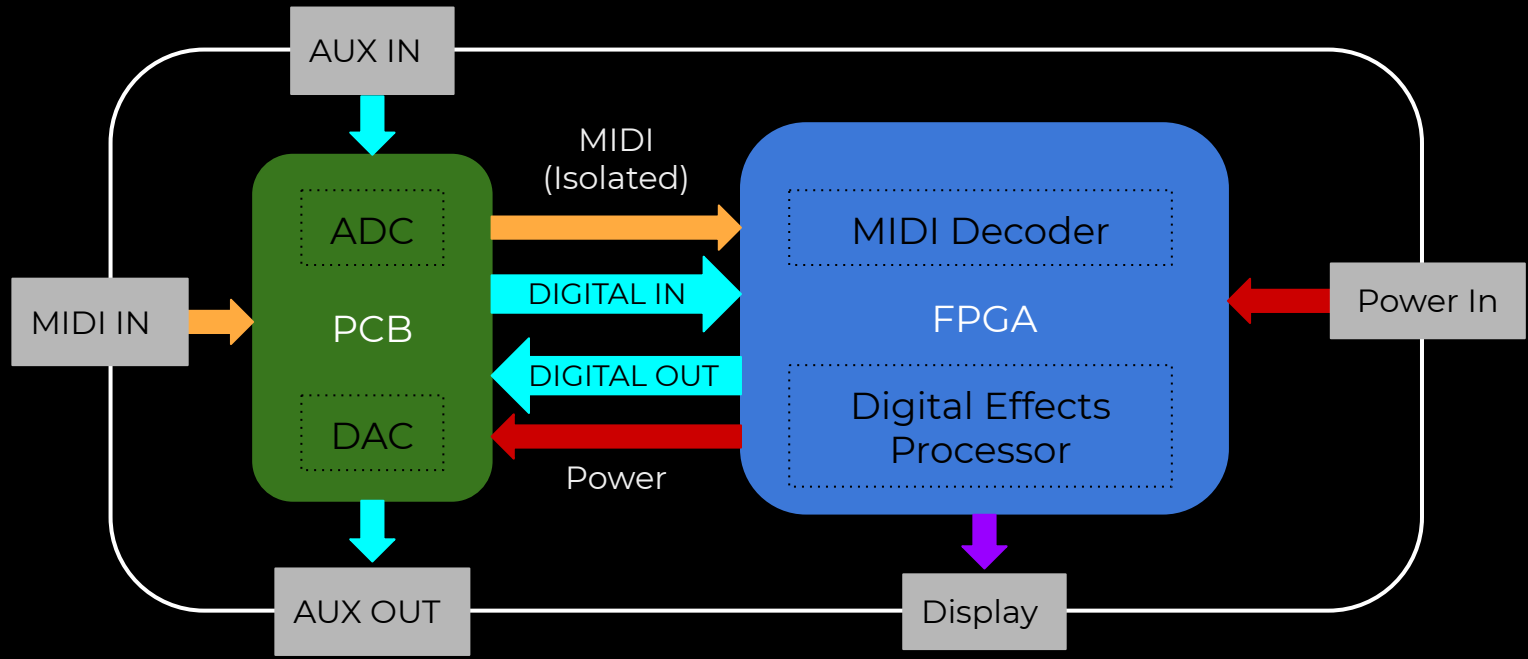 AUX IN
MIDI
(Isolated)
ADC
MIDI Decoder
DIGITAL IN
Power In
MIDI IN
PCB
FPGA
DIGITAL OUT
Digital Effects
Processor
DAC
Power
AUX OUT
Display